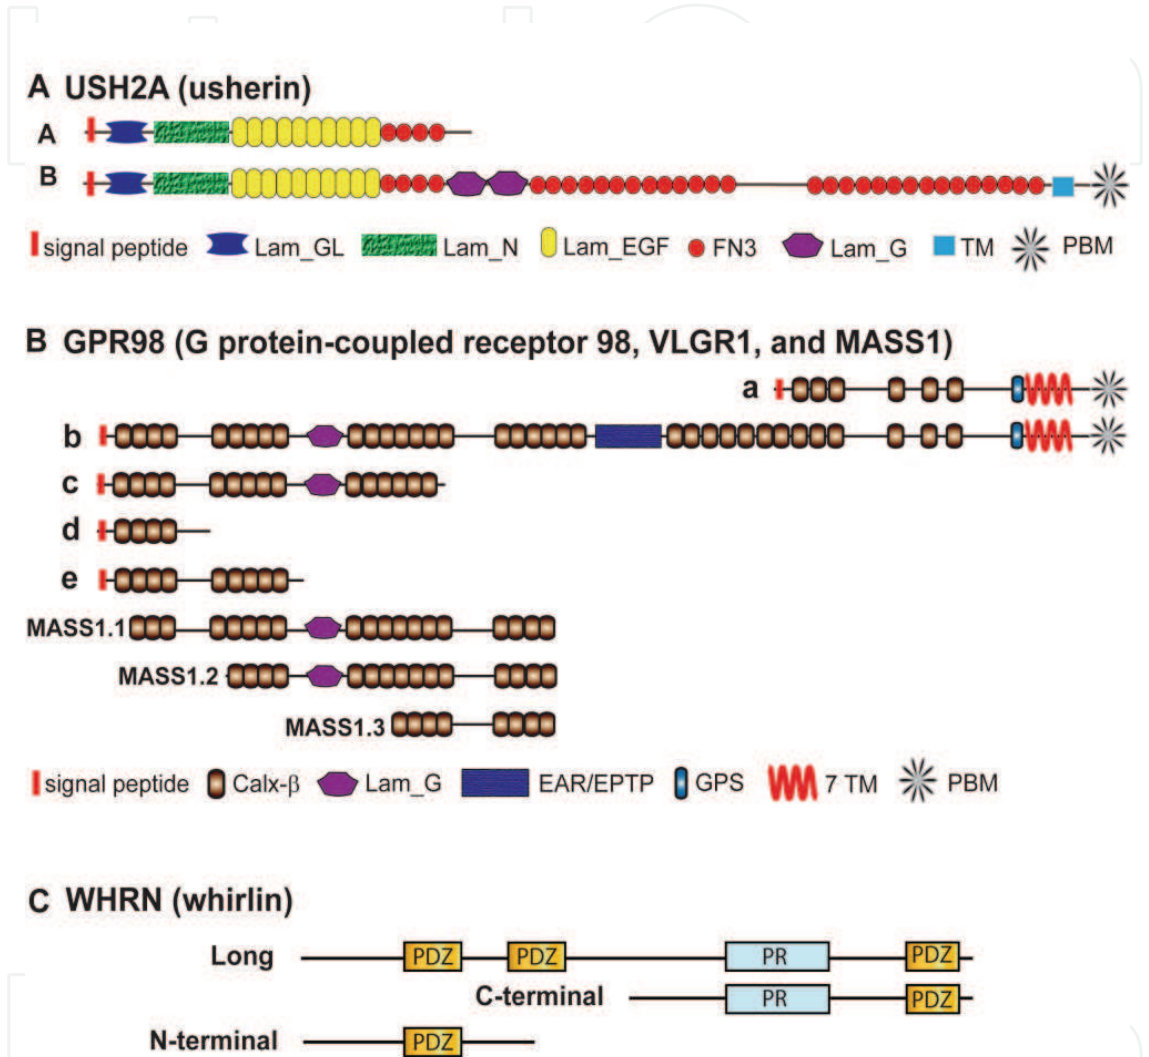 A USH2A (usherin)
A
B
signal peptide Lam_GL Lam_N Lam_EGF FN3 Lam_G TM PBM
B GPR98 (G protein-coupled receptor 98, VLGR1, and MASS1)
a
b
c
d
e
MASS1.1
MASS1.2
MASS1.3
signal peptide Calx-β Lam_G EAR/EPTP GPS 7 TM PBM
C WHRN (whirlin)
Long PDZ PDZ PR PDZ
C-terminal PR PDZ
N-terminal PDZ